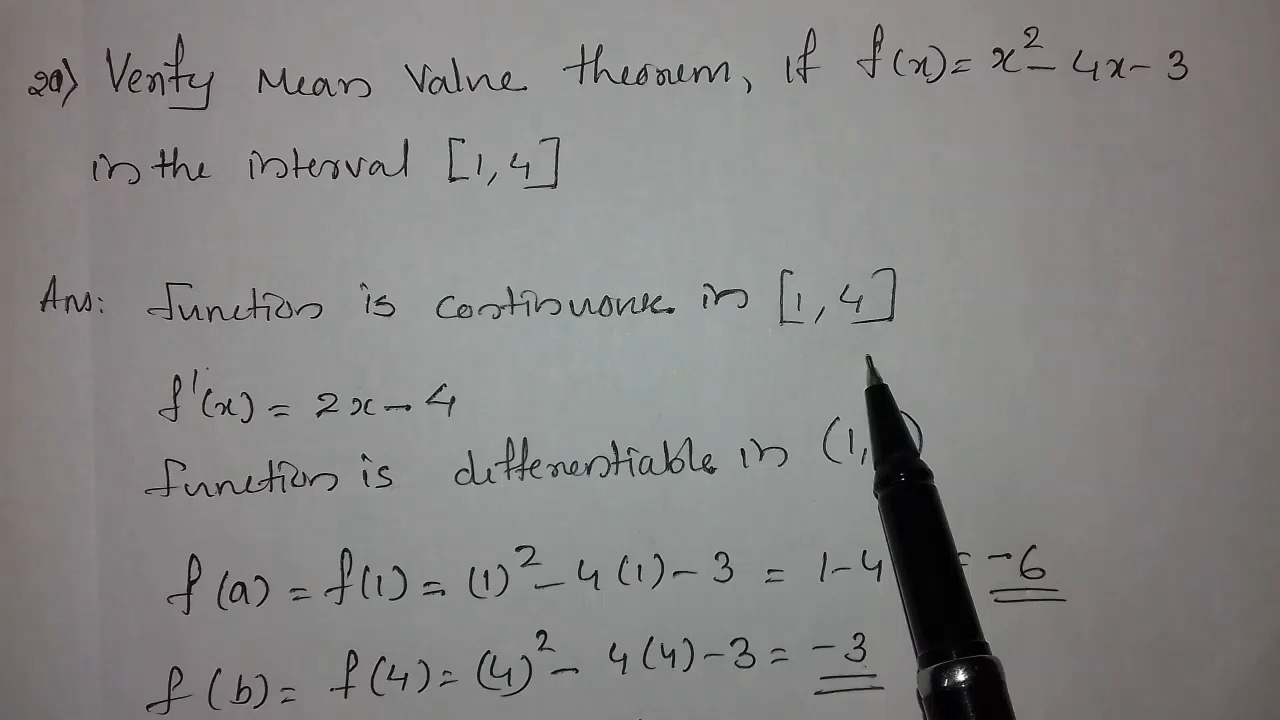 20) Verify Mean Value theorem, if f(x)= x²- 4x- 3
in the interval [1,4]
Ans: function is continuous in [1,4]
f'(x) = 2x - 4
function is differentiable in (1, )
f(a) = f(1) = (1)² - 4(1) - 3 = 1-4 = -6
f(b) = f(4) = (4)² - 4(4) - 3 = -3